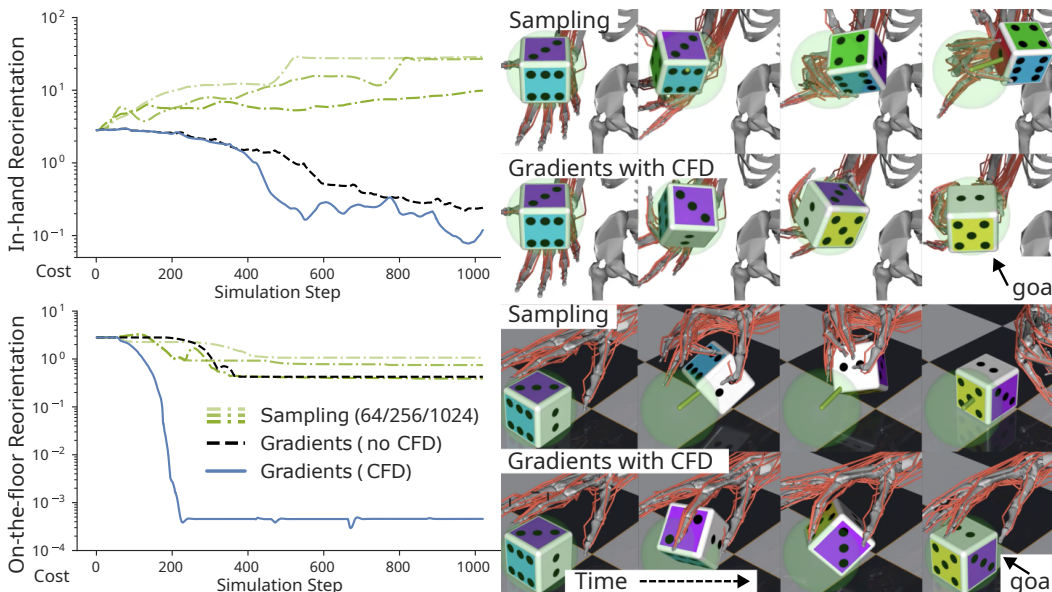 In-hand Reorientation
10²
10¹
10⁰
10⁻¹
Cost
0
200
400
600
800
1000
Simulation Step
On-the-floor Reorientation
10¹
10⁰
10⁻¹
10⁻²
10⁻³
10⁻⁴
Cost
0
200
400
600
800
1000
Simulation Step
Sampling (64/256/1024)
Gradients (no CFD)
Gradients (CFD)
Sampling
Gradients with CFD
goa
Sampling
Gradients with CFD
Time
goa